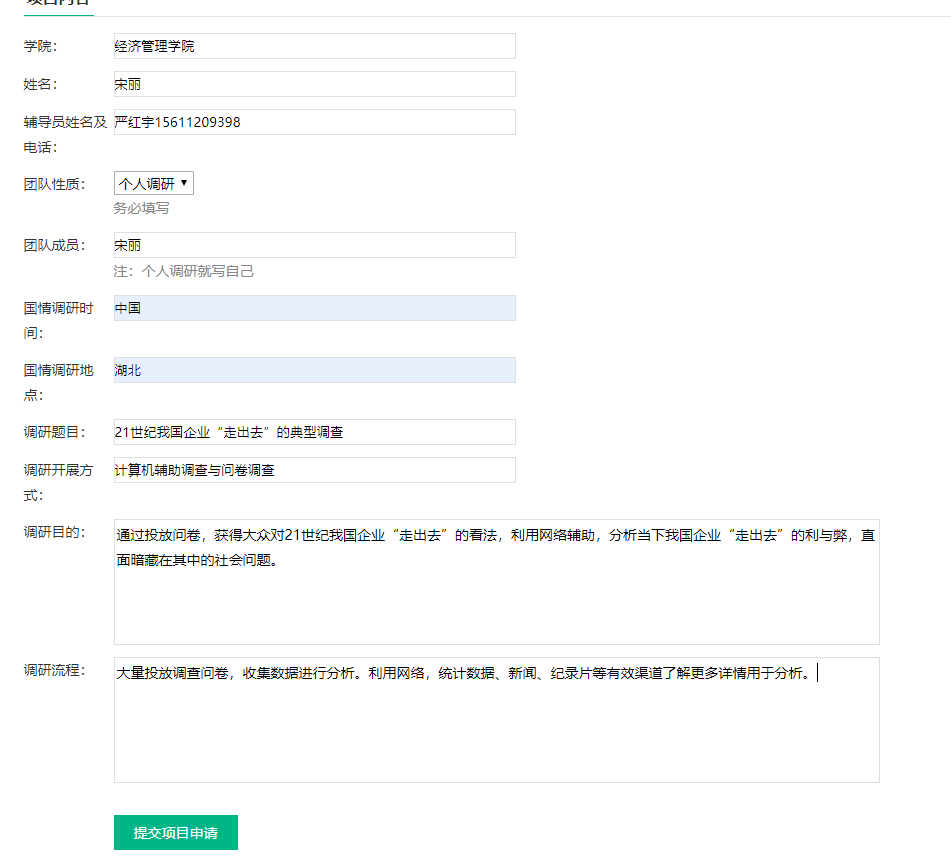 项目内容
学院：
经济管理学院
姓名：
宋丽
辅导员姓名及
电话：
严红宇15611209398
团队性质：
个人调研
务必填写
团队成员：
宋丽
注：个人调研就写自己
国情调研时
间：
中国
国情调研地
点：
湖北
调研题目：
21世纪我国企业“走出去”的典型调查
调研开展方
式：
计算机辅助调查与问卷调查
调研目的：
通过投放问卷，获得大众对21世纪我国企业“走出去”的看法，利用网络辅助，分析当下我国企业“走出去”的利与弊，直
面暗藏在其中的社会问题。
调研流程：
大量投放调查问卷，收集数据进行分析。利用网络，统计数据、新闻、纪录片等有效渠道了解更多详情用于分析。
提交项目申请